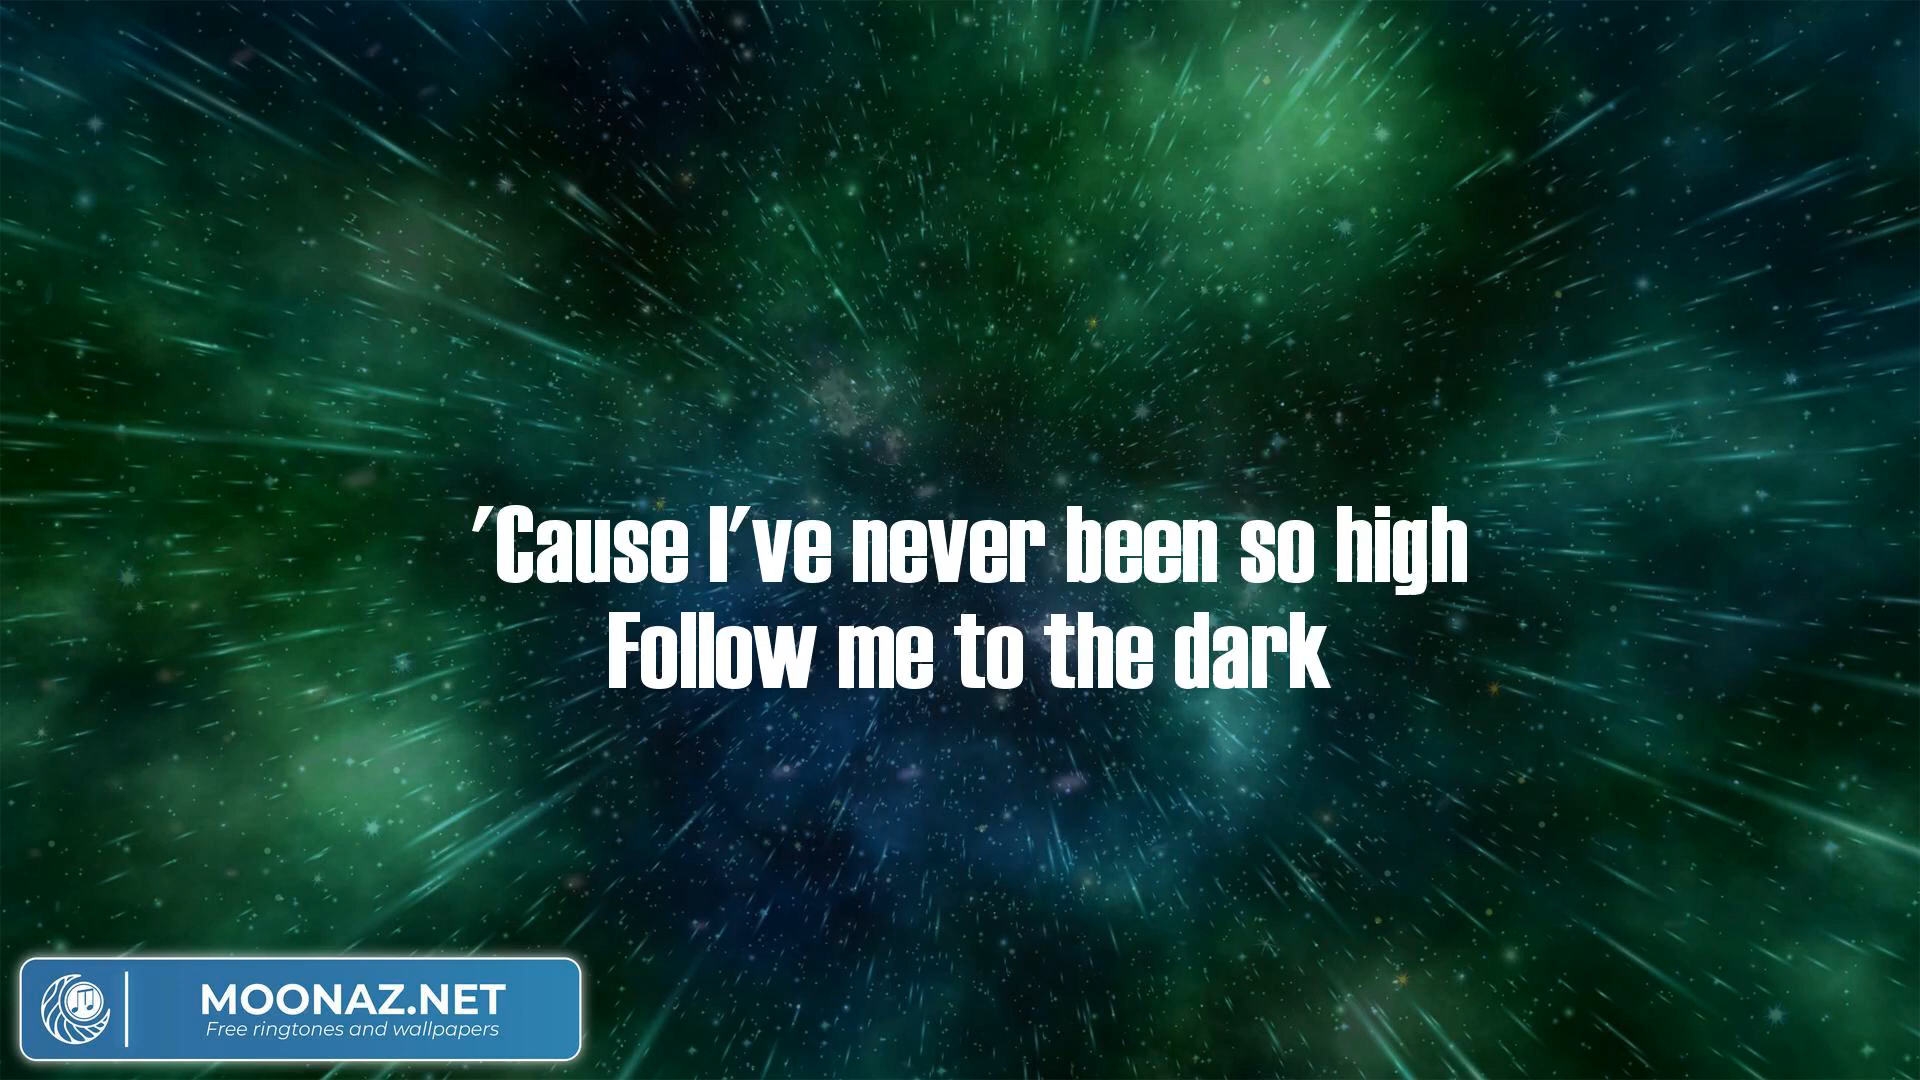 'Cause I've never been so high
Follow me to the dark
MOONAZ.NET
Free ringtones and wallpapers